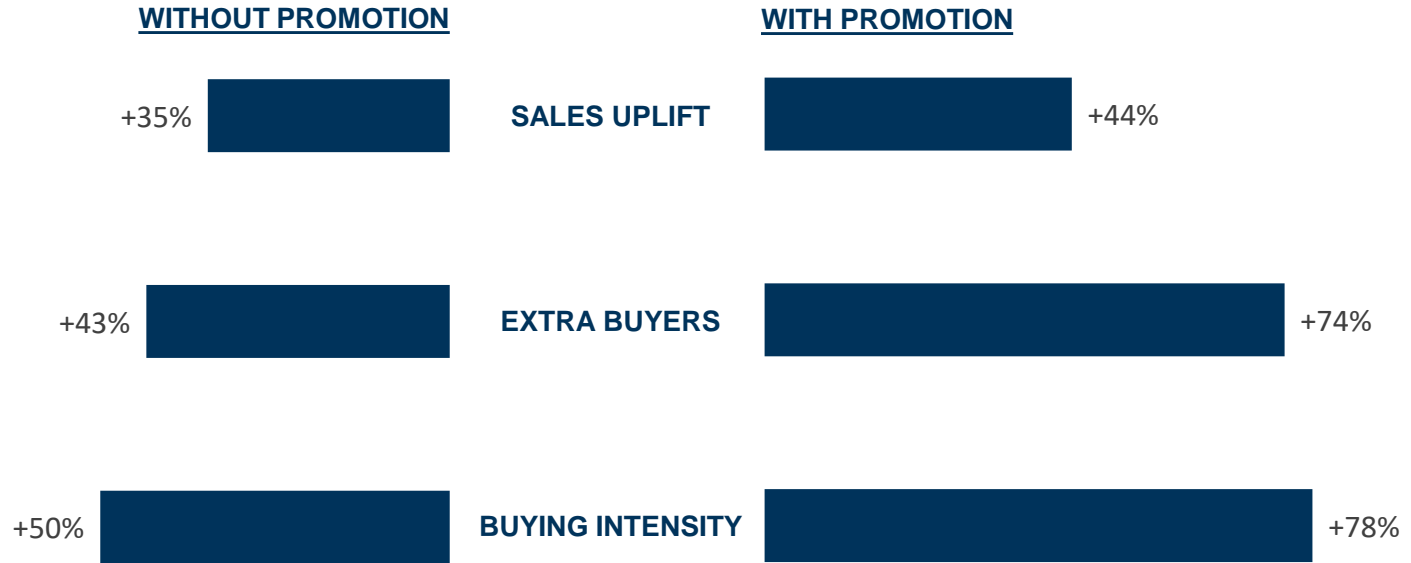 WITHOUT PROMOTION
WITH PROMOTION
+35%
SALES UPLIFT
+44%
+43%
EXTRA BUYERS
+74%
+50%
BUYING INTENSITY
+78%